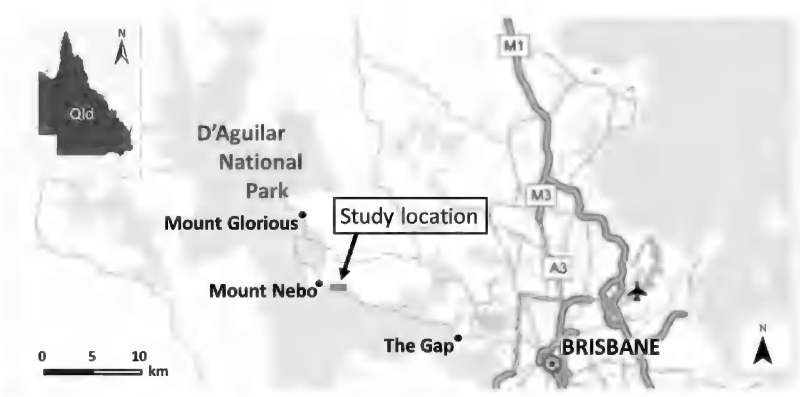 N
Qld
M1
D'Aguilar
National
Park
M3
Mount Glorious
Study location
A3
Mount Nebo
The Gap
BRISBANE
N
0 5 10
km